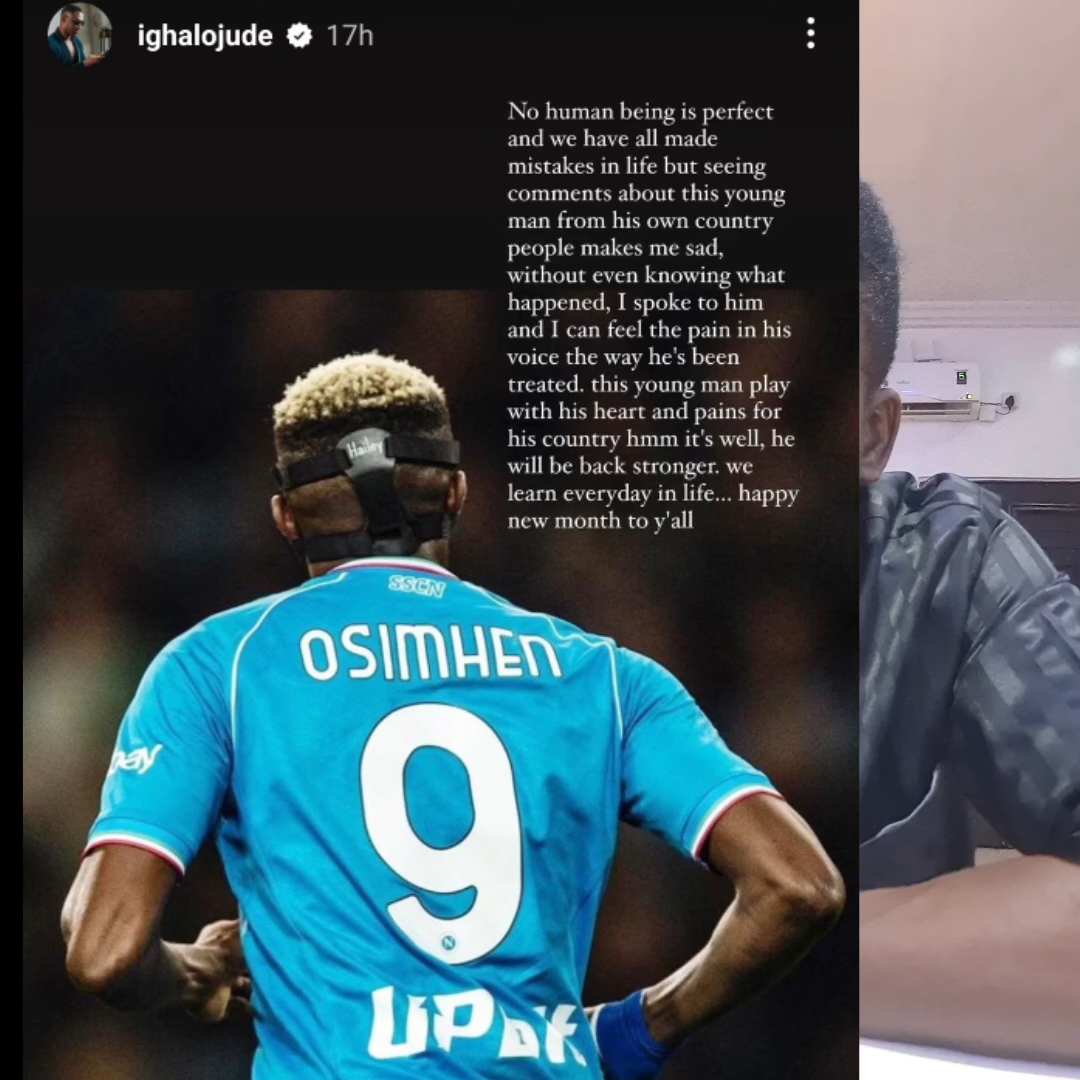 ighalojude 17h
No human being is perfect
and we have all made
mistakes in life but seeing
comments about this young
man from his own country
people makes me sad,
without even knowing what
happened, I spoke to him
and I can feel the pain in his
voice the way he's been
treated. this young man play
with his heart and pains for
his country hmm it's well, he
will be back stronger. we
learn everyday in life... happy
new month to y'all
Hailey
SSCN
OSIMHEN
9
N